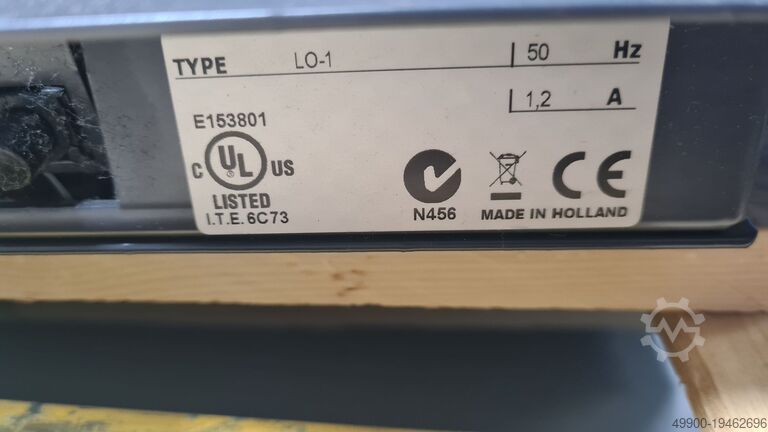 TYPE LO-1 50 Hz
1,2 A
E153801
C UL ® US
LISTED
I.T.E. 6C73
N456
MADE IN HOLLAND
CE
49900-19462696